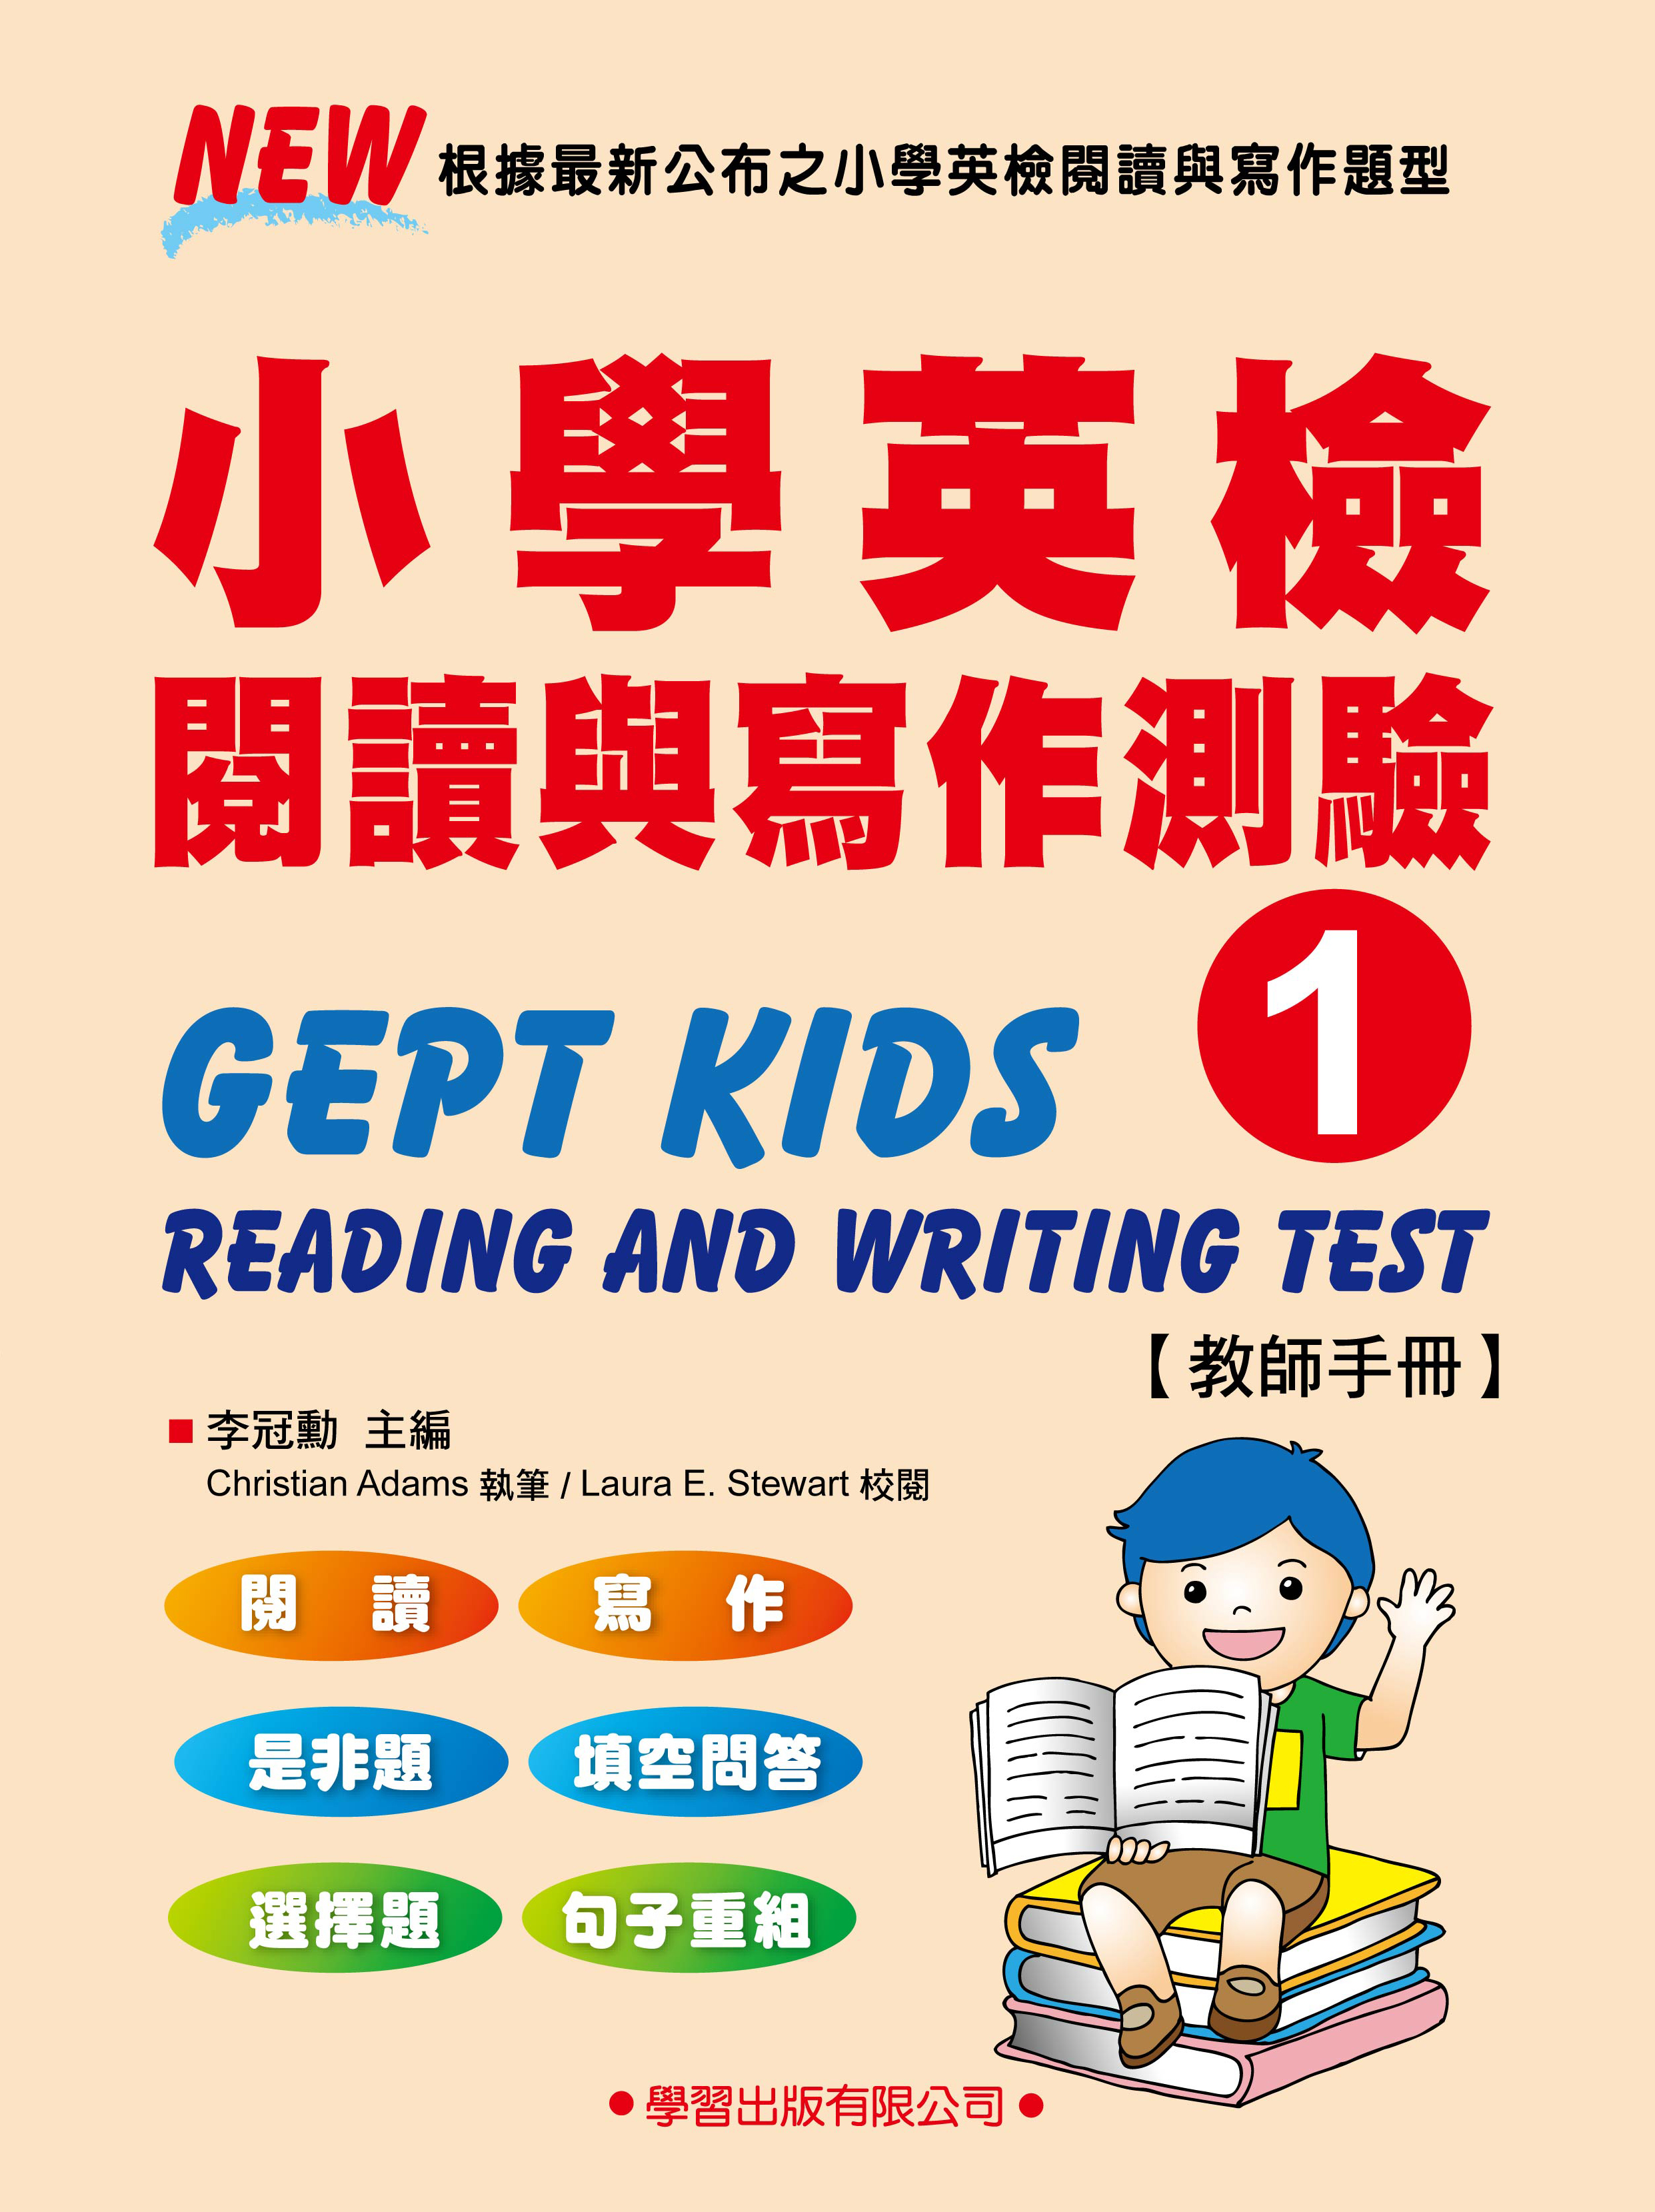 NEW 根據最新公布之小學英檢閱讀與寫作題型
小學英檢
閱讀與寫作測驗
1
GEPT KIDS
READING AND WRITING TEST
【教師手冊】
■ 李冠勳 主編
Christian Adams 執筆 / Laura E. Stewart 校閱
閱讀 寫作
是非題 填空問答
選擇題 句子重組
● 學習出版有限公司 ●